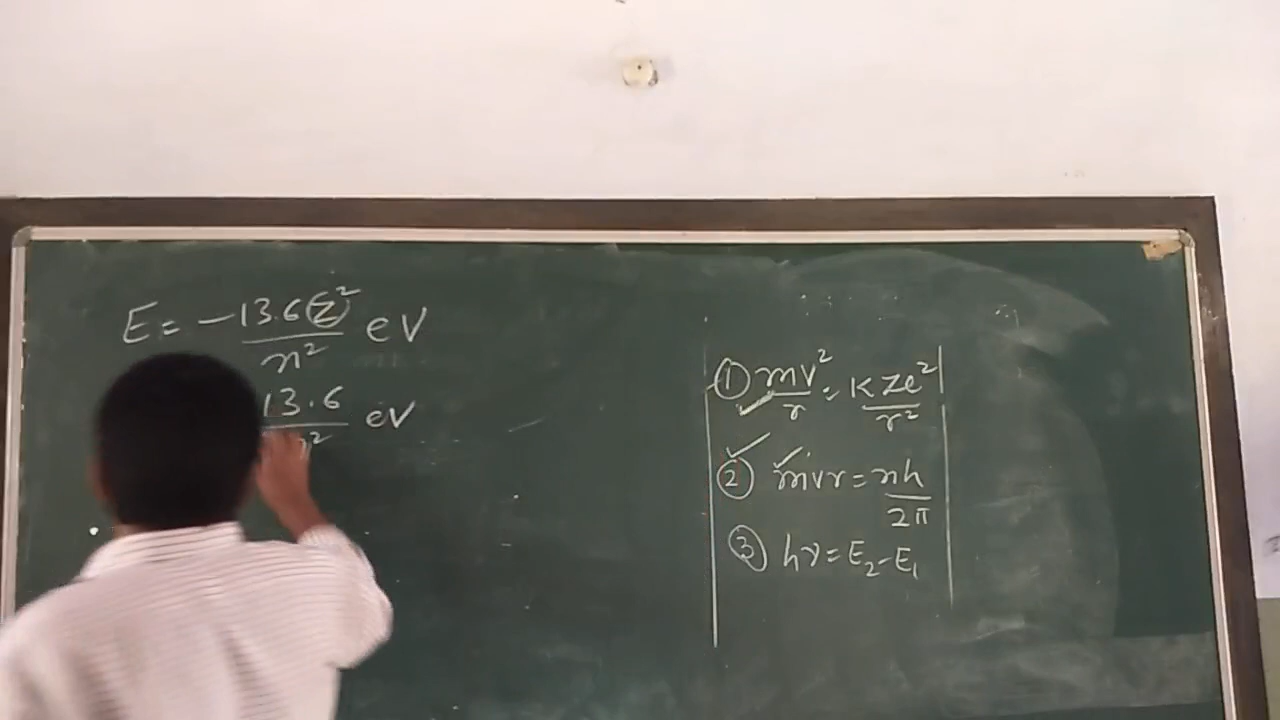 E = -13.6 Z² / n² eV
13.6 / n² eV
① mv² / r = KZe² / r²
② mvr = nh / 2π
③ hν = E₂ - E₁